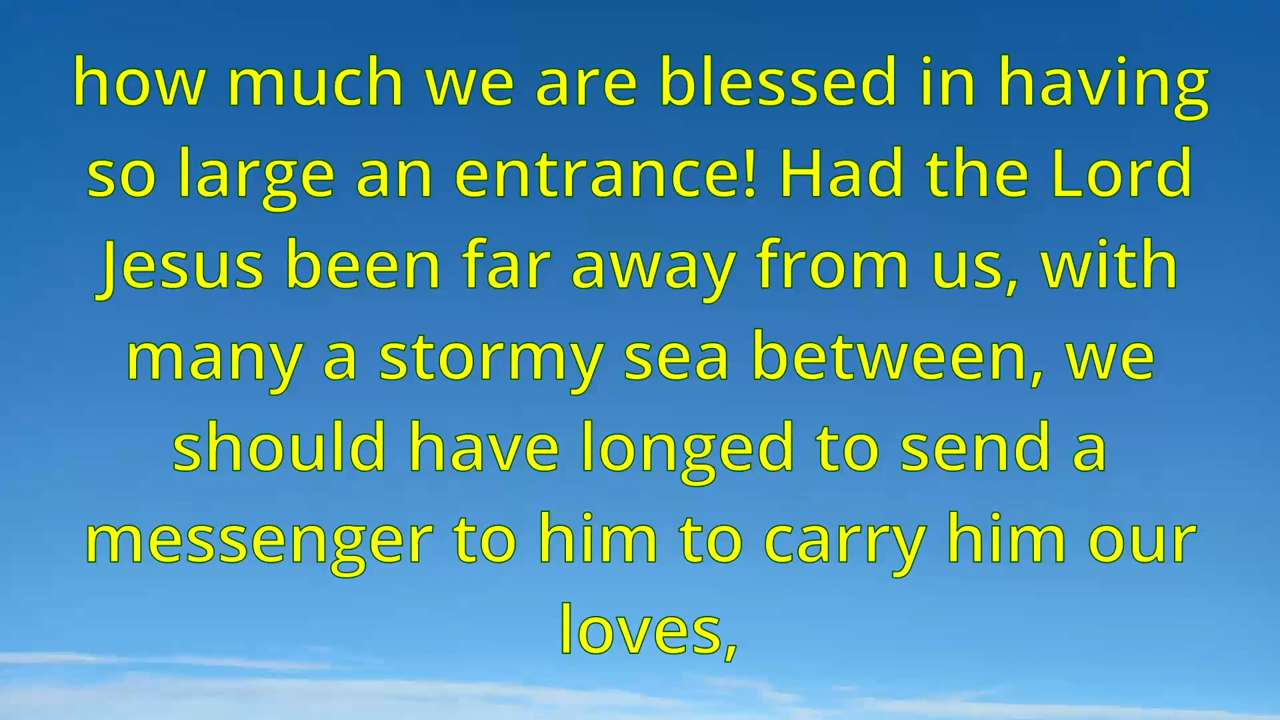 how much we are blessed in having
so large an entrance! Had the Lord
Jesus been far away from us, with
many a stormy sea between, we
should have longed to send a
messenger to him to carry him our
loves,